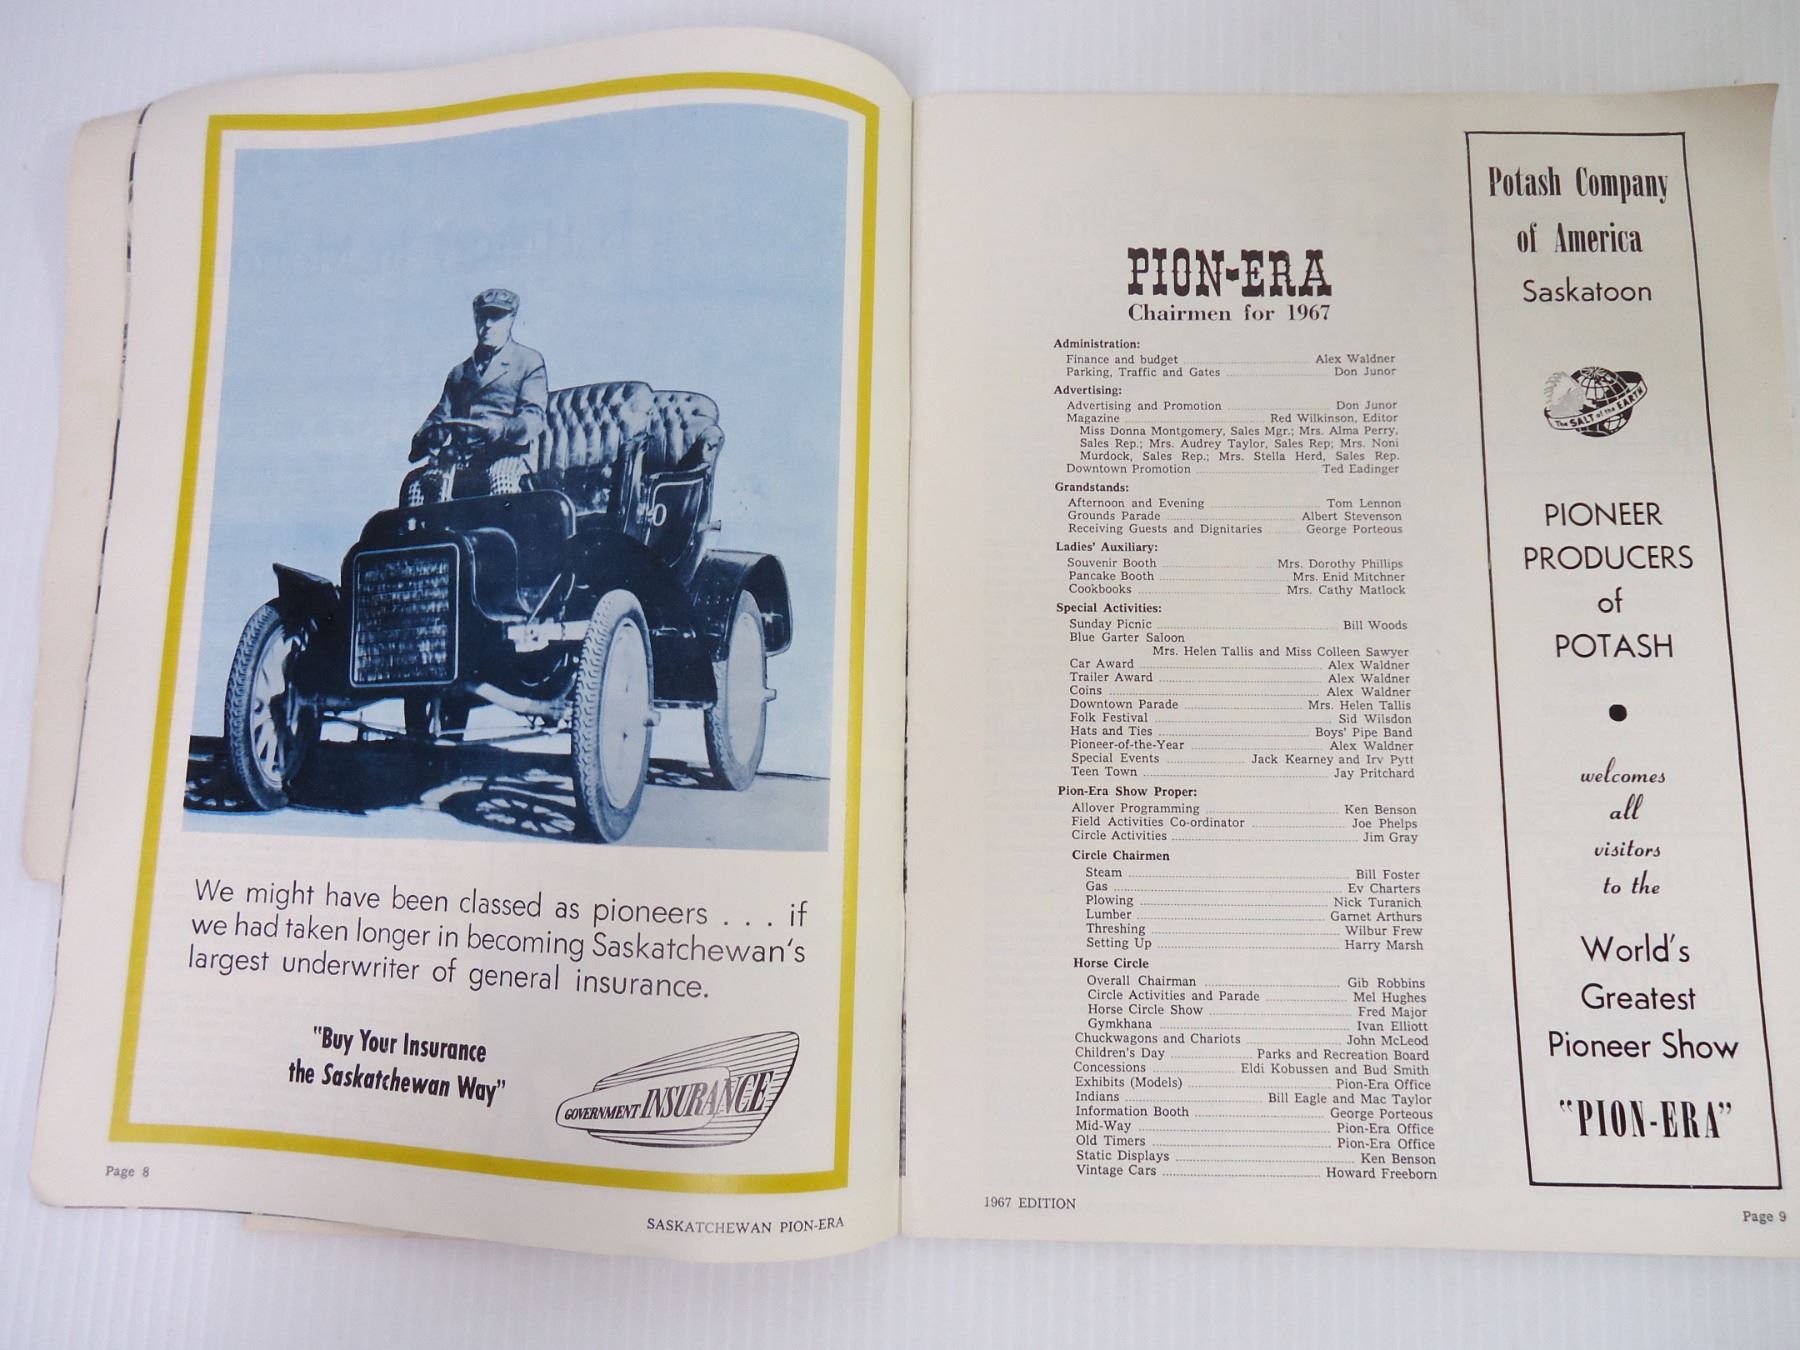 We might have been classed as pioneers . . . if
we had taken longer in becoming Saskatchewan's
largest underwriter of general insurance.
"Buy Your Insurance
the Saskatchewan Way"
GOVERNMENT INSURANCE
Page 8
SASKATCHEWAN PION-ERA
PION-ERA
Chairmen for 1967
Administration:
Finance and budget Alex Waldner
Parking, Traffic and Gates Don Junor
Advertising:
Advertising and Promotion Don Junor
Magazine Red Wilkinson, Editor
Miss Donna Montgomery, Sales Mgr.; Mrs. Alma Perry,
Sales Rep.; Mrs. Audrey Taylor, Sales Rep; Mrs. Noni
Murdock, Sales Rep.; Mrs. Stella Herd, Sales Rep.
Downtown Promotion Ted Eadinger
Grandstands:
Afternoon and Evening Tom Lennon
Grounds Parade Albert Stevenson
Receiving Guests and Dignitaries George Porteous
Ladies' Auxiliary:
Souvenir Booth Mrs. Dorothy Phillips
Pancake Booth Mrs. Enid Mitchner
Cookbooks Mrs. Cathy Matlock
Special Activities:
Sunday Picnic Bill Woods
Blue Garter Saloon
Mrs. Helen Tallis and Miss Colleen Sawyer
Car Award Alex Waldner
Trailer Award Alex Waldner
Coins Alex Waldner
Downtown Parade Mrs. Helen Tallis
Folk Festival Sid Wilsdon
Hats and Ties Boys' Pipe Band
Pioneer-of-the-Year Alex Waldner
Special Events Jack Kearney and Irv Pytt
Teen Town Jay Pritchard
Pion-Era Show Proper:
Allover Programming Ken Benson
Field Activities Co-ordinator Joe Phelps
Circle Activities Jim Gray
Circle Chairmen
Steam Bill Foster
Gas Ev Charters
Plowing Nick Turanich
Lumber Garnet Arthurs
Threshing Wilbur Frew
Setting Up Harry Marsh
Horse Circle
Overall Chairman Gib Robbins
Circle Activities and Parade Mel Hughes
Horse Circle Show Fred Major
Gymkhana Ivan Elliott
Chuckwagons and Chariots John McLeod
Children's Day Parks and Recreation Board
Concessions Eldi Kobussen and Bud Smith
Exhibits (Models) Pion-Era Office
Indians Bill Eagle and Mac Taylor
Information Booth George Porteous
Mid-Way Pion-Era Office
Old Timers Pion-Era Office
Static Displays Ken Benson
Vintage Cars Howard Freeborn
1967 EDITION
Potash Company
of America
Saskatoon
The SALT of the EARTH
PIONEER
PRODUCERS
of
POTASH
welcomes
all
visitors
to the
World's
Greatest
Pioneer Show
"PION-ERA"
Page 9